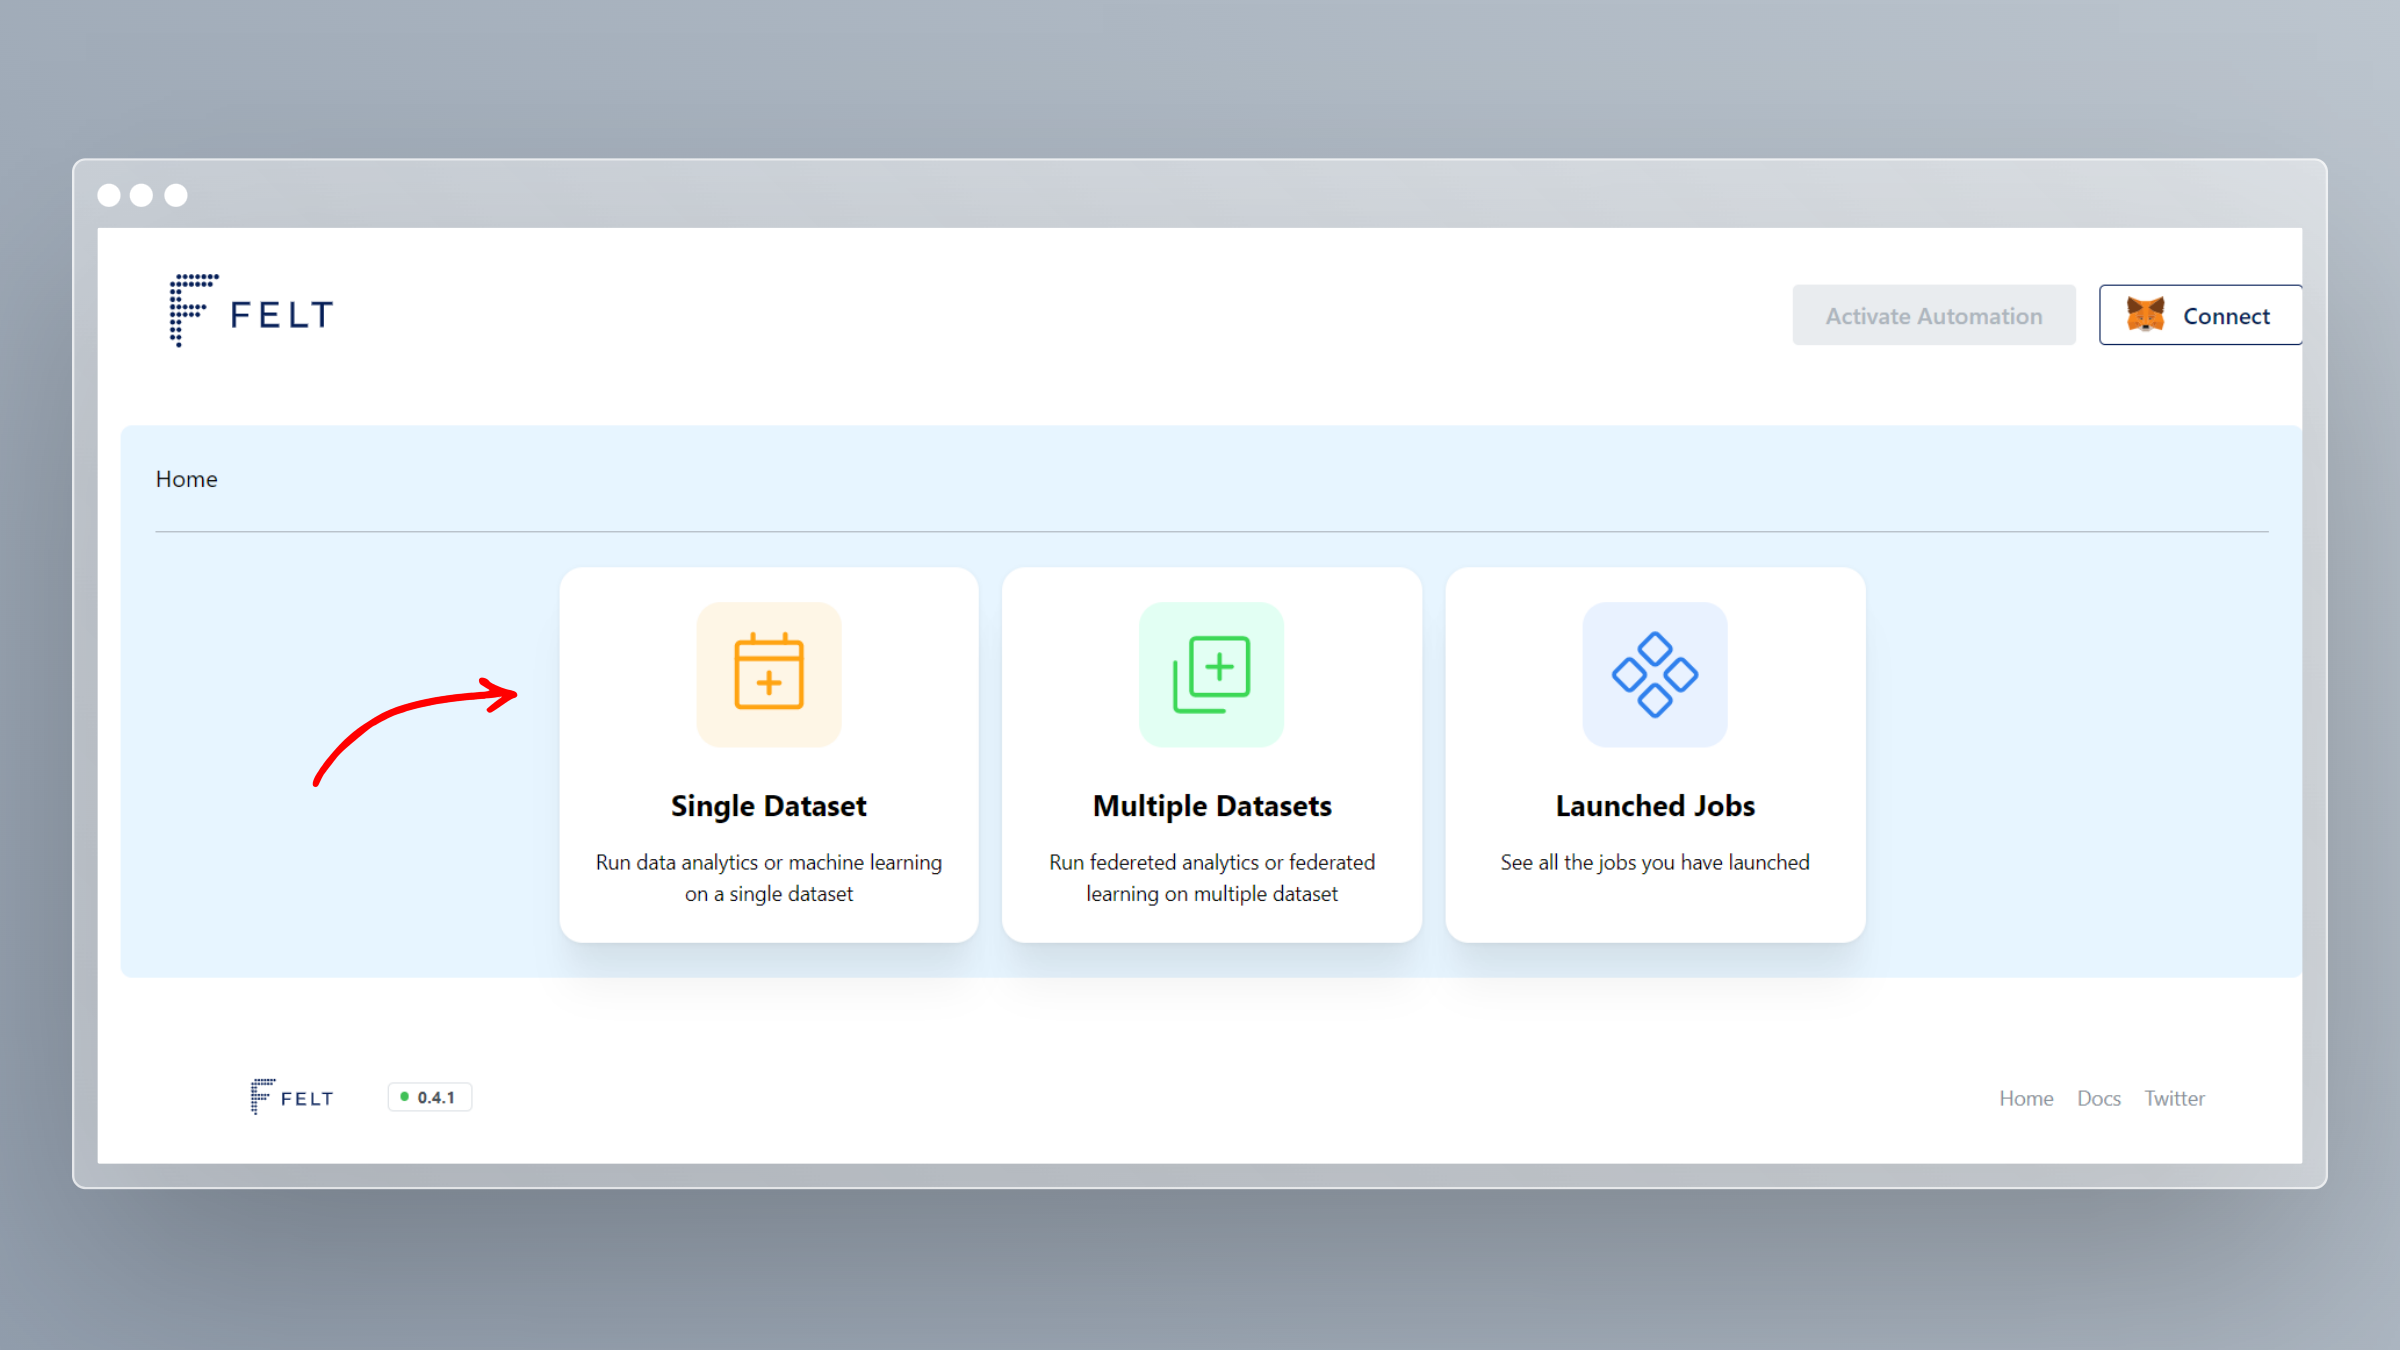 FELT
Activate Automation
Connect
Home
Single Dataset
Run data analytics or machine learning
on a single dataset
Multiple Datasets
Run federeted analytics or federated
learning on multiple dataset
Launched Jobs
See all the jobs you have launched
FELT
0.4.1
Home Docs Twitter